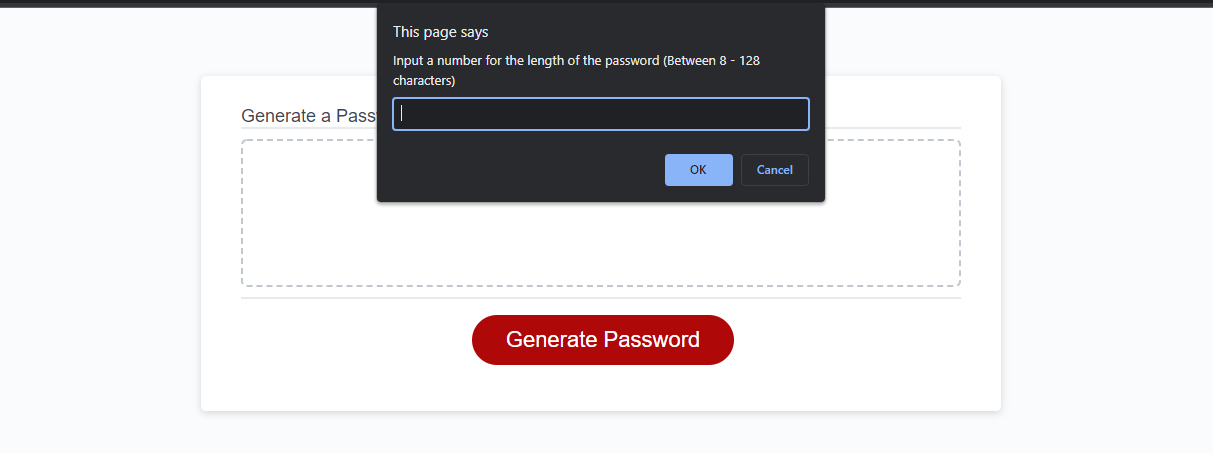 This page says
Input a number for the length of the password (Between 8 - 128
characters)
OK
Cancel
Generate a Pass
Generate Password